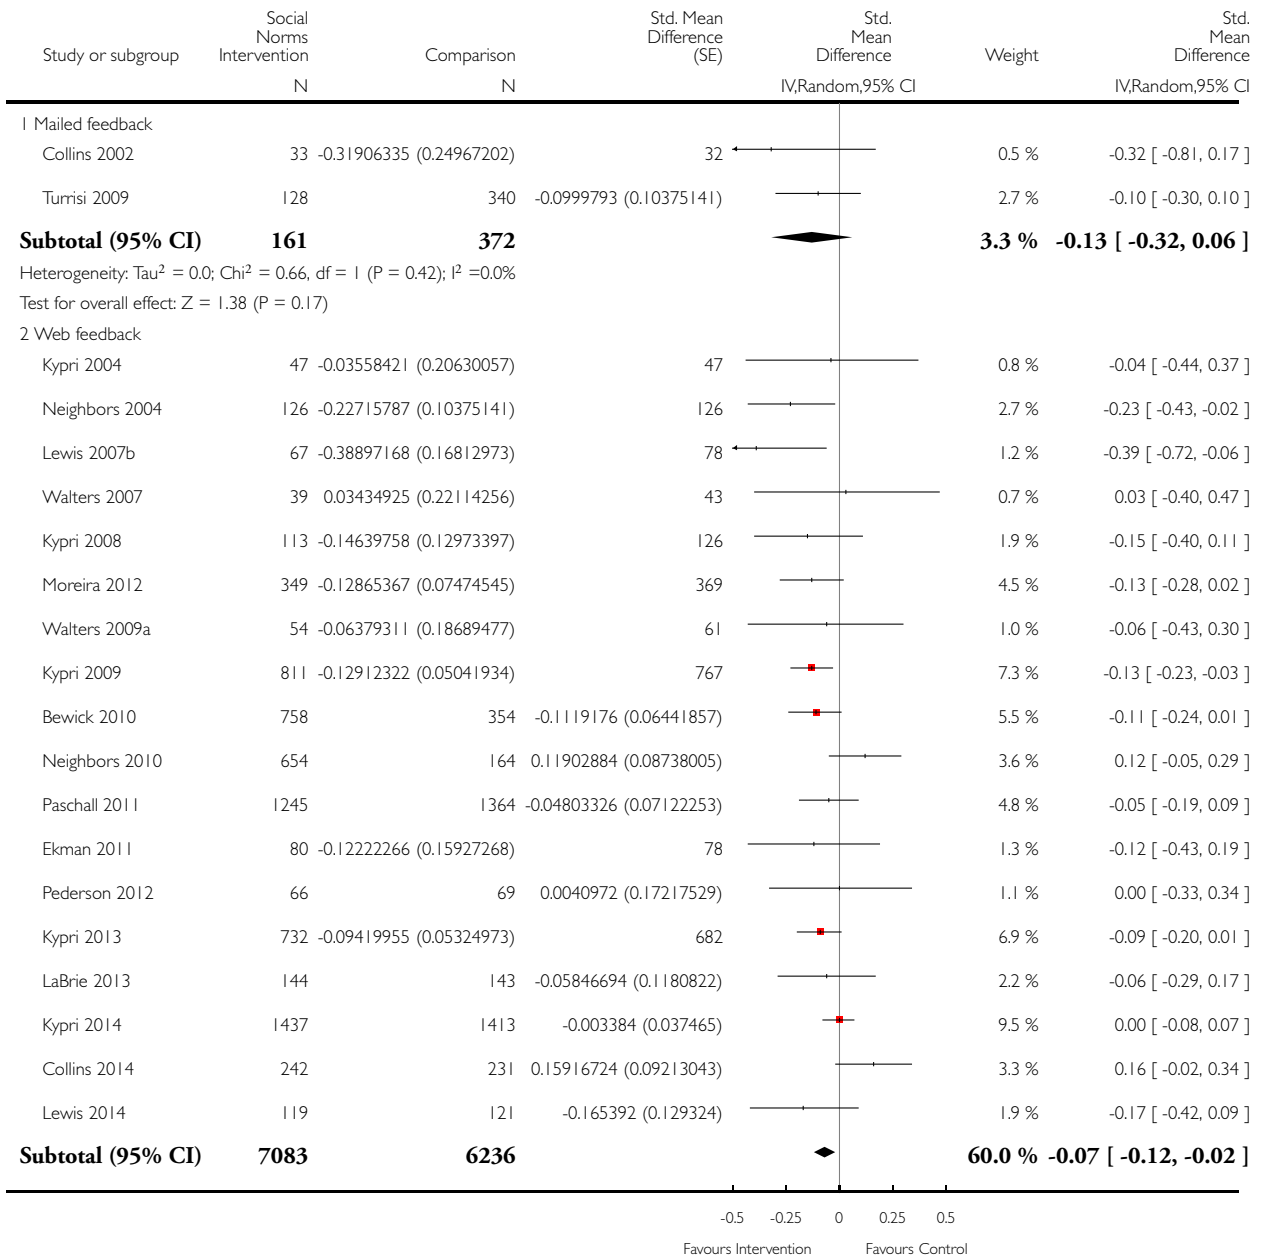 Social Norms Intervention Std. Mean Difference (SE) Std. Mean Difference Std. Mean Difference
Study or subgroup Comparison Weight
N N IV,Random,95% CI IV,Random,95% CI
1 Mailed feedback
Collins 2002 33 -0.31906335 (0.24967202) 32 0.5 % -0.32 [ -0.81, 0.17 ]
Turrisi 2009 128 340 -0.0999793 (0.10375141) 2.7 % -0.10 [ -0.30, 0.10 ]
Subtotal (95% CI) 161 372 3.3 % -0.13 [ -0.32, 0.06 ]
Heterogeneity: Tau² = 0.0; Chi² = 0.66, df = 1 (P = 0.42); I² =0.0%
Test for overall effect: Z = 1.38 (P = 0.17)
2 Web feedback
Kypri 2004 47 -0.03558421 (0.20630057) 47 0.8 % -0.04 [ -0.44, 0.37 ]
Neighbors 2004 126 -0.22715787 (0.10375141) 126 2.7 % -0.23 [ -0.43, -0.02 ]
Lewis 2007b 67 -0.38897168 (0.16812973) 78 1.2 % -0.39 [ -0.72, -0.06 ]
Walters 2007 39 0.03434925 (0.22114256) 43 0.7 % 0.03 [ -0.40, 0.47 ]
Kypri 2008 113 -0.14639758 (0.12973397) 126 1.9 % -0.15 [ -0.40, 0.11 ]
Moreira 2012 349 -0.12865367 (0.07474545) 369 4.5 % -0.13 [ -0.28, 0.02 ]
Walters 2009a 54 -0.06379311 (0.18689477) 61 1.0 % -0.06 [ -0.43, 0.30 ]
Kypri 2009 811 -0.12912322 (0.05041934) 767 7.3 % -0.13 [ -0.23, -0.03 ]
Bewick 2010 758 354 -0.1119176 (0.06441857) 5.5 % -0.11 [ -0.24, 0.01 ]
Neighbors 2010 654 164 0.11902884 (0.08738005) 3.6 % 0.12 [ -0.05, 0.29 ]
Paschall 2011 1245 1364 -0.04803326 (0.07122253) 4.8 % -0.05 [ -0.19, 0.09 ]
Ekman 2011 80 -0.12222266 (0.15927268) 78 1.3 % -0.12 [ -0.43, 0.19 ]
Pederson 2012 66 69 0.0040972 (0.17217529) 1.1 % 0.00 [ -0.33, 0.34 ]
Kypri 2013 732 -0.09419955 (0.05324973) 682 6.9 % -0.09 [ -0.20, 0.01 ]
LaBrie 2013 144 143 -0.05846694 (0.1180822) 2.2 % -0.06 [ -0.29, 0.17 ]
Kypri 2014 1437 1413 -0.003384 (0.037465) 9.5 % 0.00 [ -0.08, 0.07 ]
Collins 2014 242 231 0.15916724 (0.09213043) 3.3 % 0.16 [ -0.02, 0.34 ]
Lewis 2014 119 121 -0.165392 (0.129324) 1.9 % -0.17 [ -0.42, 0.09 ]
Subtotal (95% CI) 7083 6236 60.0 % -0.07 [ -0.12, -0.02 ]
-0.5 -0.25 0 0.25 0.5
Favours Intervention Favours Control